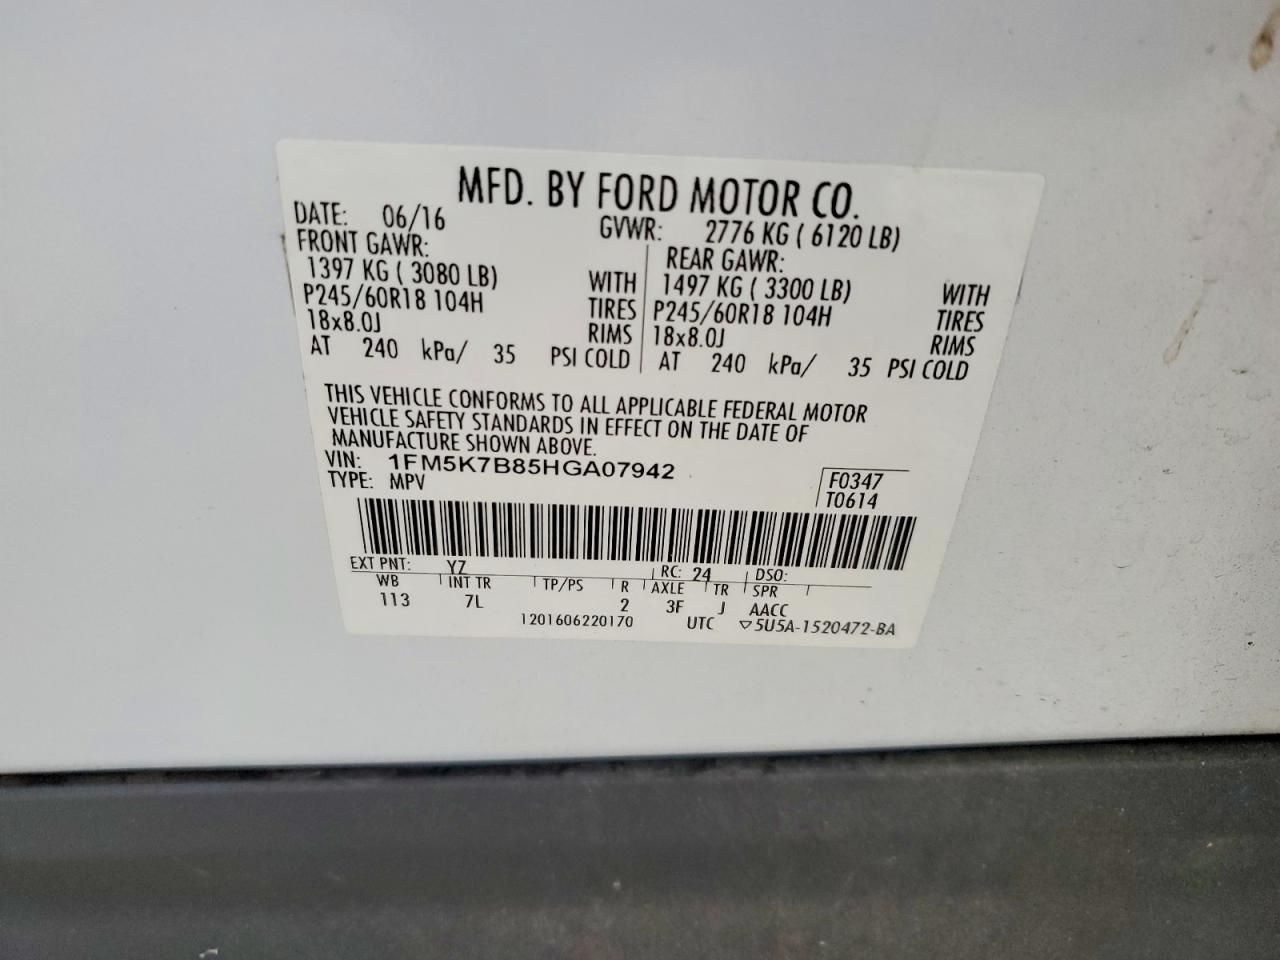 MFD. BY FORD MOTOR CO.
DATE: 06/16 GVWR: 2776 KG ( 6120 LB)
FRONT GAWR: REAR GAWR:
1397 KG ( 3080 LB) WITH 1497 KG ( 3300 LB) WITH
P245/60R18 104H TIRES P245/60R18 104H TIRES
18x8.0J RIMS 18x8.0J RIMS
AT 240 kPa/ 35 PSI COLD AT 240 kPa/ 35 PSI COLD
THIS VEHICLE CONFORMS TO ALL APPLICABLE FEDERAL MOTOR
VEHICLE SAFETY STANDARDS IN EFFECT ON THE DATE OF
MANUFACTURE SHOWN ABOVE.
VIN: 1FM5K7B85HGA07942
TYPE: MPV
F0347
T0614
EXT PNT: YZ RC: 24 DSO:
WB INT TR TP/PS R AXLE TR SPR
113 7L 2 3F J AACC
1201606220170 UTC ▽5U5A-1520472-BA